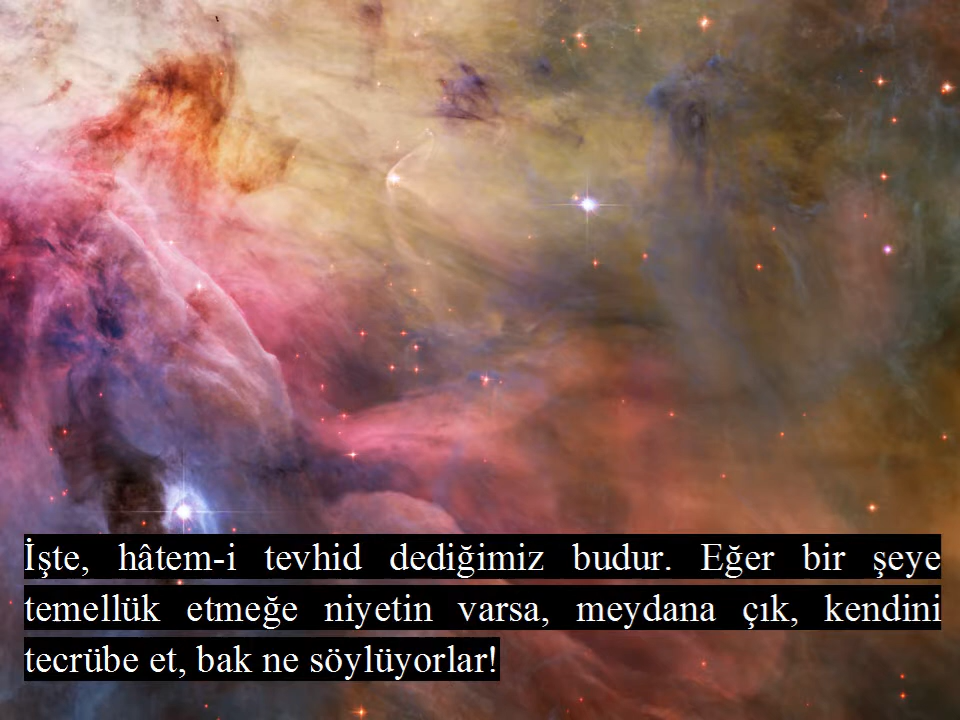 İşte, hâtem-i tevhid dediğimiz budur. Eğer bir şeye
temellük etmeğe niyetin varsa, meydana çık, kendini
tecrübe et, bak ne söylüyorlar!